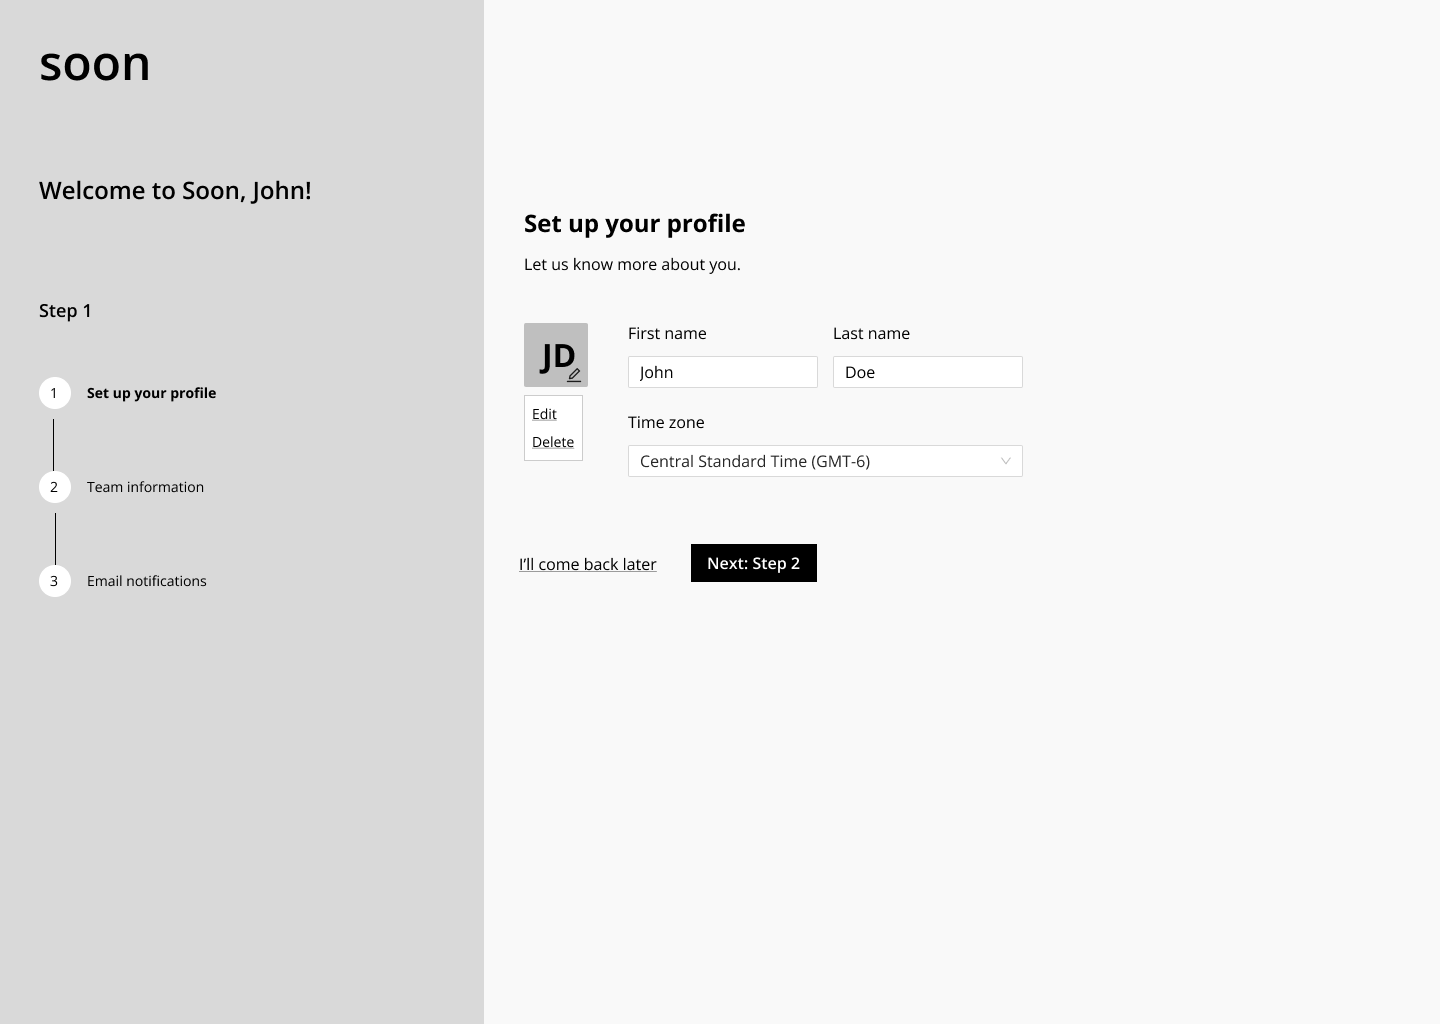 soon
Welcome to Soon, John!
Step 1
1 Set up your profile
2 Team information
3 Email notifications
Set up your profile
Let us know more about you.
JD
Edit
Delete
First name
John
Last name
Doe
Time zone
Central Standard Time (GMT-6)
I'll come back later
Next: Step 2